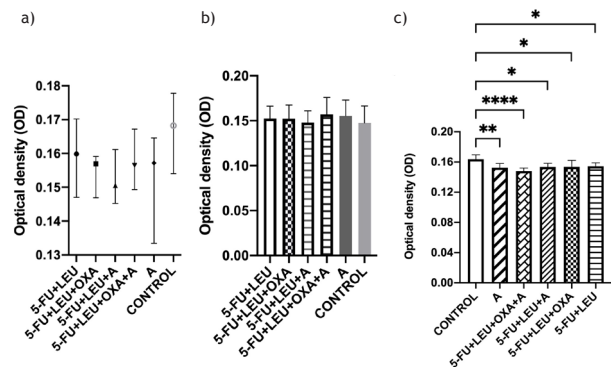 a)
Optical density (OD)
0.18
0.17
0.16
0.15
0.14
0.13
5-FU+LEU
5-FU+LEU+OXA
5-FU+LEU+A
5-FU+LEU+OXA+A
A
CONTROL
b)
Optical density (OD)
0.20
0.15
0.10
0.05
0.00
5-FU+LEU
5-FU+LEU+OXA
5-FU+LEU+A
5-FU+LEU+OXA+A
A
CONTROL
c)
*
*
*
****
**
Optical density (OD)
0.20
0.16
0.12
0.08
0.04
0.00
CONTROL
A
5-FU+LEU+OXA+A
5-FU+LEU+A
5-FU+LEU+OXA
5-FU+LEU